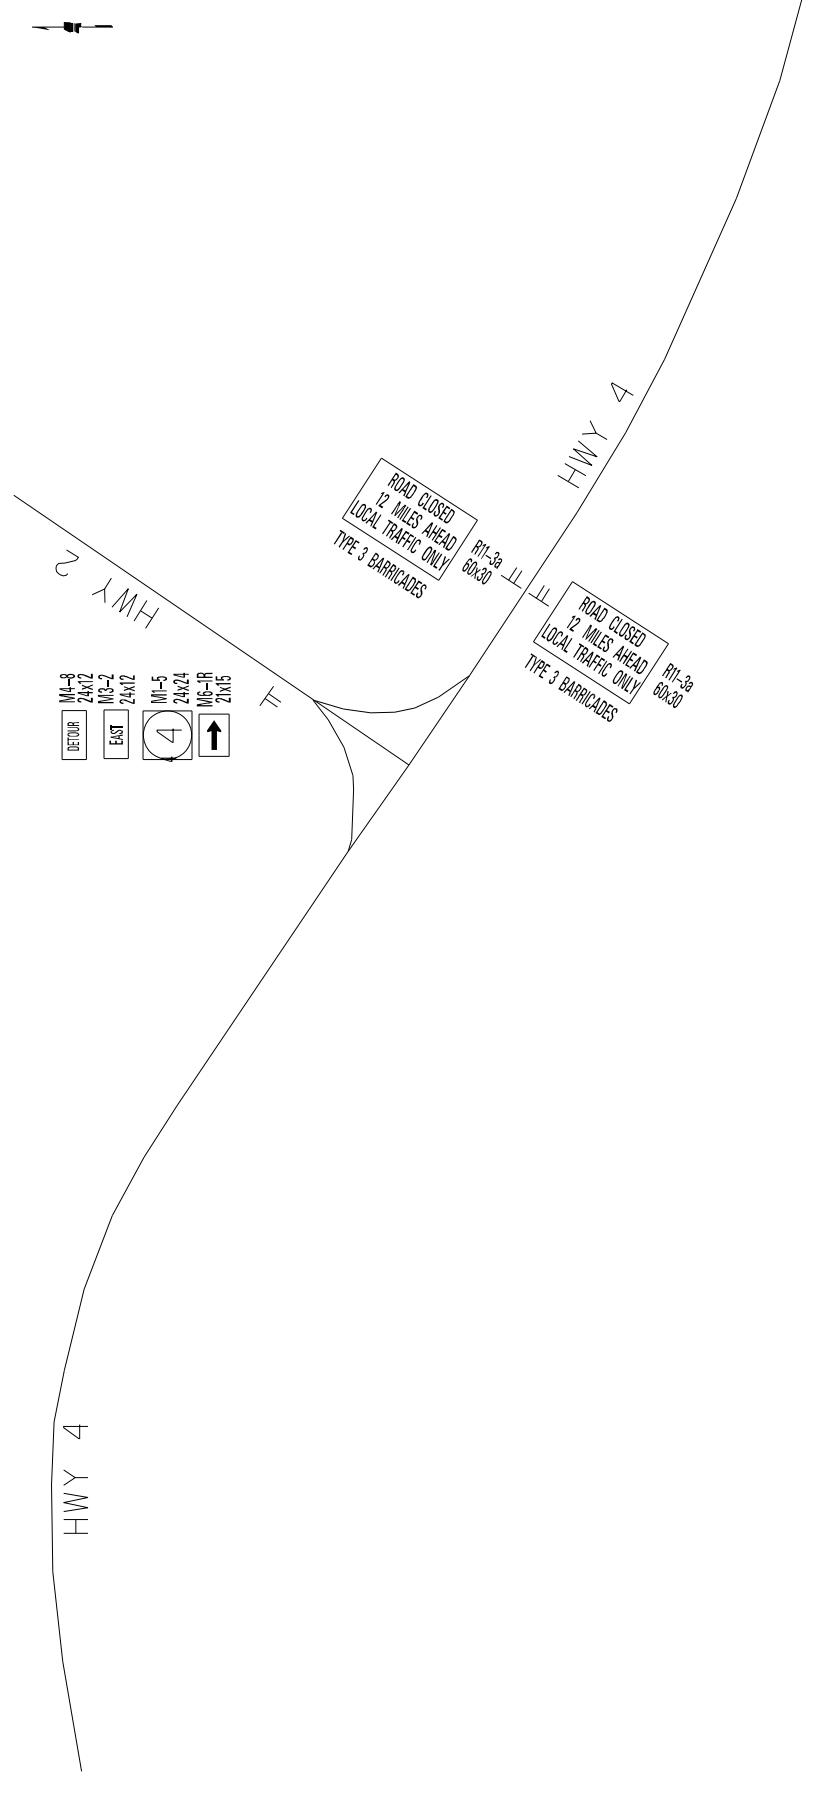 HWY 4
ROAD CLOSED
12 MILES AHEAD
LOCAL TRAFFIC ONLY
TYPE 3 BARRICADES
R11-3a
60x30
ROAD CLOSED
12 MILES AHEAD
LOCAL TRAFFIC ONLY
TYPE 3 BARRICADES
R11-3a
60x30
HWY 2
M4-8
24x12
DETOUR
M3-2
24x12
EAST
M1-5
24x24
4
M6-1R
21x15
HWY 4